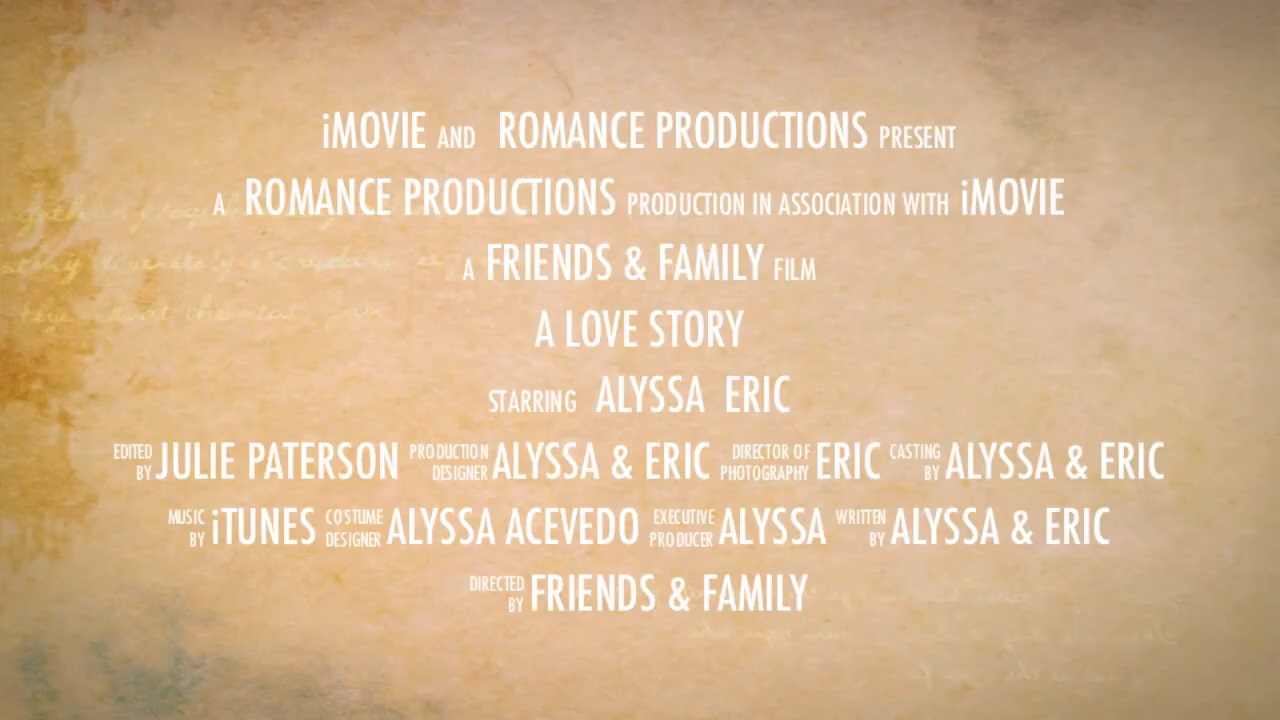 iMOVIE AND ROMANCE PRODUCTIONS PRESENT
A ROMANCE PRODUCTIONS PRODUCTION IN ASSOCIATION WITH iMOVIE
A FRIENDS & FAMILY FILM
A LOVE STORY
STARRING ALYSSA ERIC
EDITED BY JULIE PATERSON PRODUCTION DESIGNER ALYSSA & ERIC DIRECTOR OF PHOTOGRAPHY ERIC CASTING BY ALYSSA & ERIC
MUSIC BY iTUNES COSTUME DESIGNER ALYSSA ACEVEDO EXECUTIVE PRODUCER ALYSSA WRITTEN BY ALYSSA & ERIC
DIRECTED BY FRIENDS & FAMILY